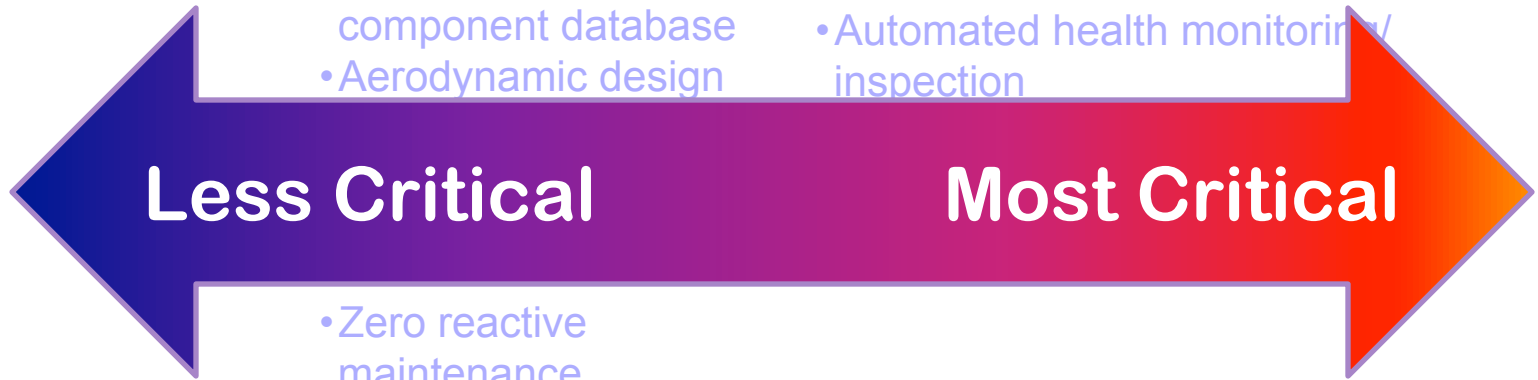 component database
•Automated health monitoring/
•Aerodynamic design
inspection
Less Critical
Most Critical
•Zero reactive
maintenance